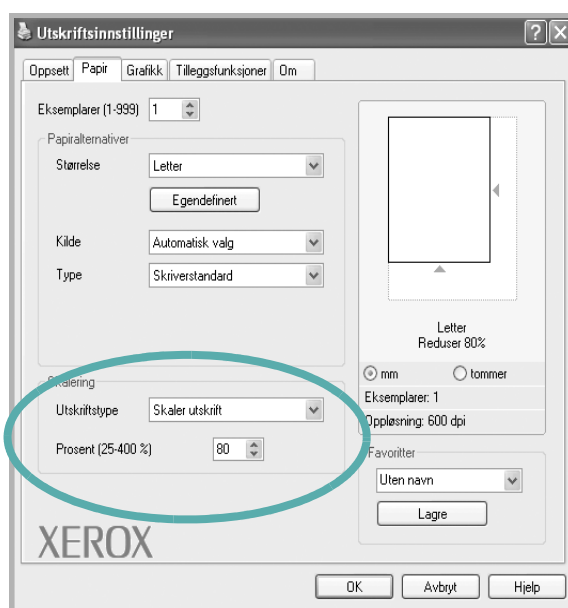 Utskriftsinnstillinger
Oppsett Papir Grafikk Tilleggsfunksjoner Om
Eksemplarer (1-999) 1
Papiralternativer
Størrelse Letter
Egendefinert
Kilde Automatisk valg
Type Skriverstandard
Letter
Reduser 80%
mm tommer
Eksemplarer: 1
Oppløsning: 600 dpi
Skalering
Utskriftstype Skaler utskrift
Prosent (25-400 %) 80
Favoritter
Uten navn
Lagre
XEROX
OK Avbryt Hjelp